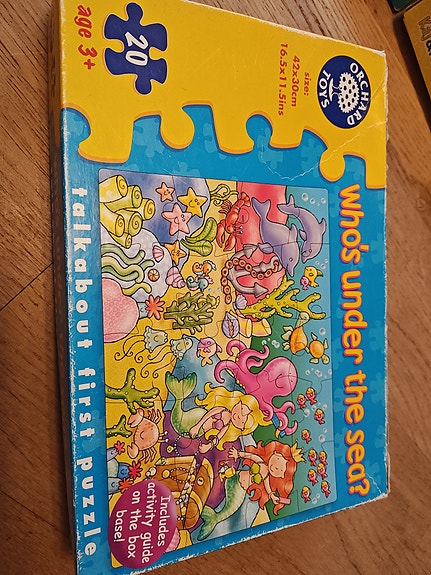 ORCHARD
TOYS
size:
42x30cm
16.5x11.5ins
20
age 3+
Who's under the sea?
Includes
activity guide
on the box
base!
talkabout first puzzle